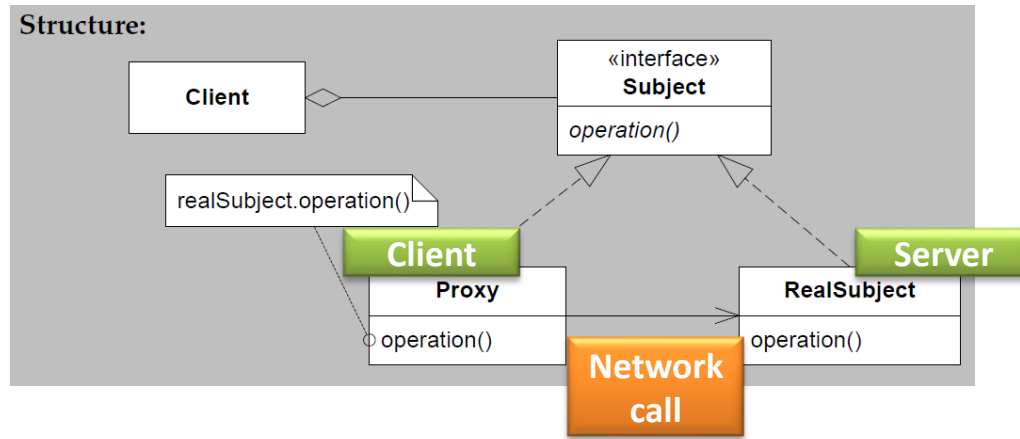 Structure:
«interface»
Subject
Client
operation()
realSubject.operation()
Client
Server
Proxy
RealSubject
operation()
operation()
Network
call